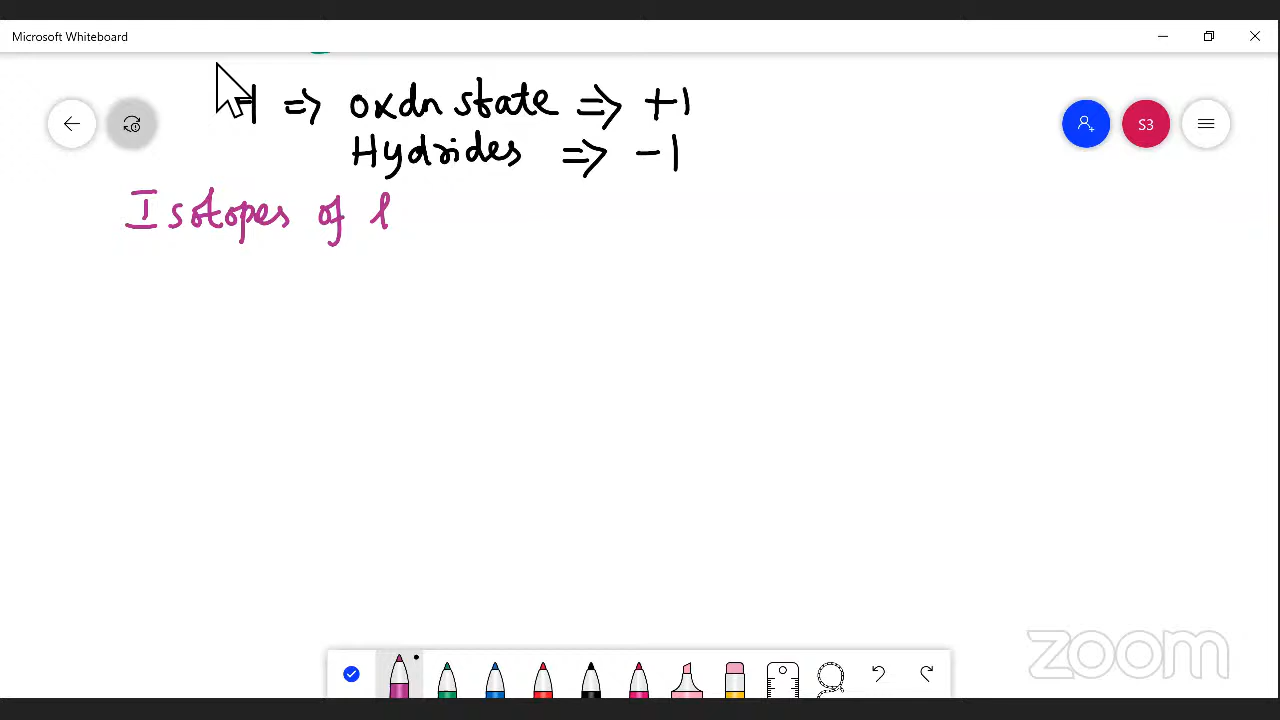 Microsoft Whiteboard
H => oxdn state => +1
Hydrides => -1
S3
Isotopes of
zoom